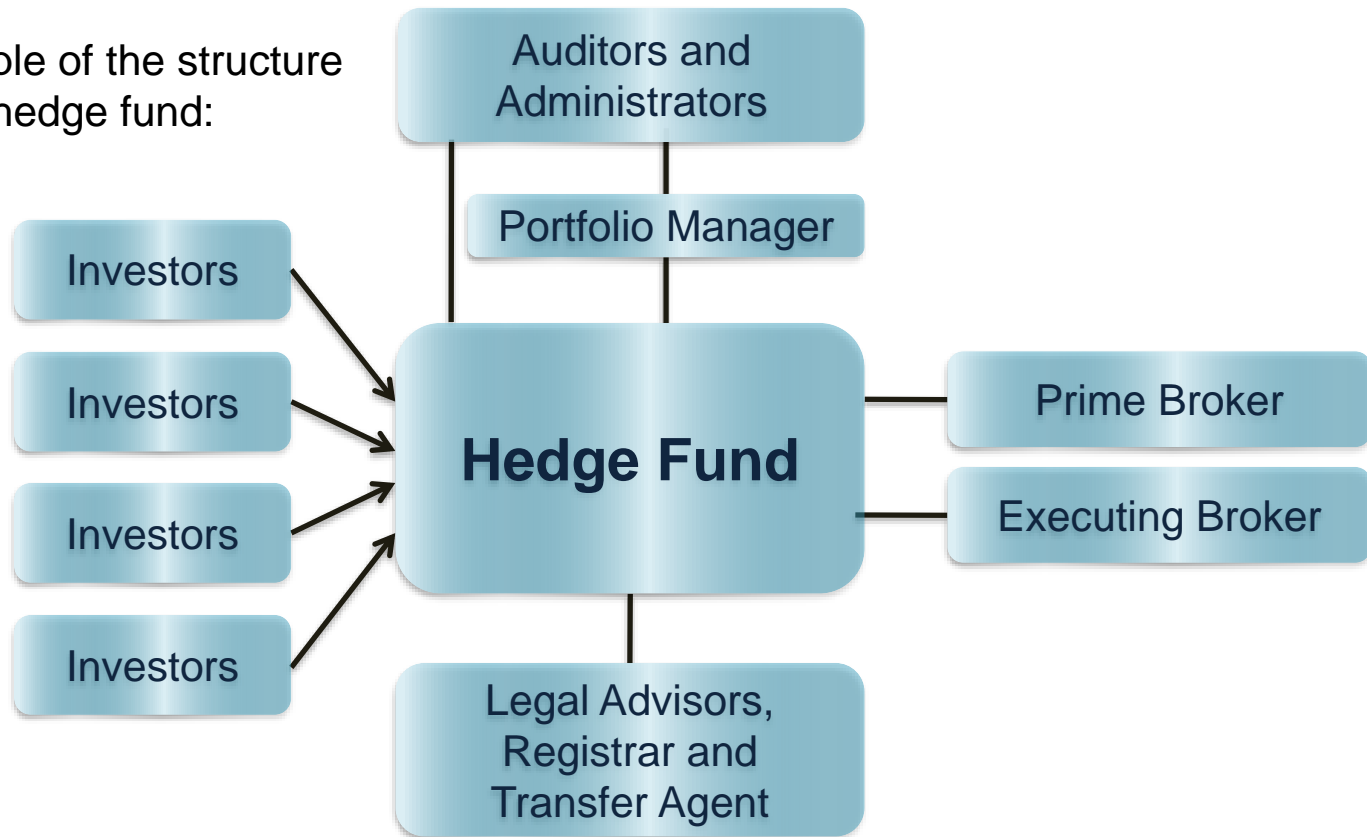 of the structure
hedge fund:
Auditors and
Administrators
Portfolio Manager
Investors
Investors
Investors
Investors
Hedge Fund
Prime Broker
Executing Broker
Legal Advisors,
Registrar and
Transfer Agent